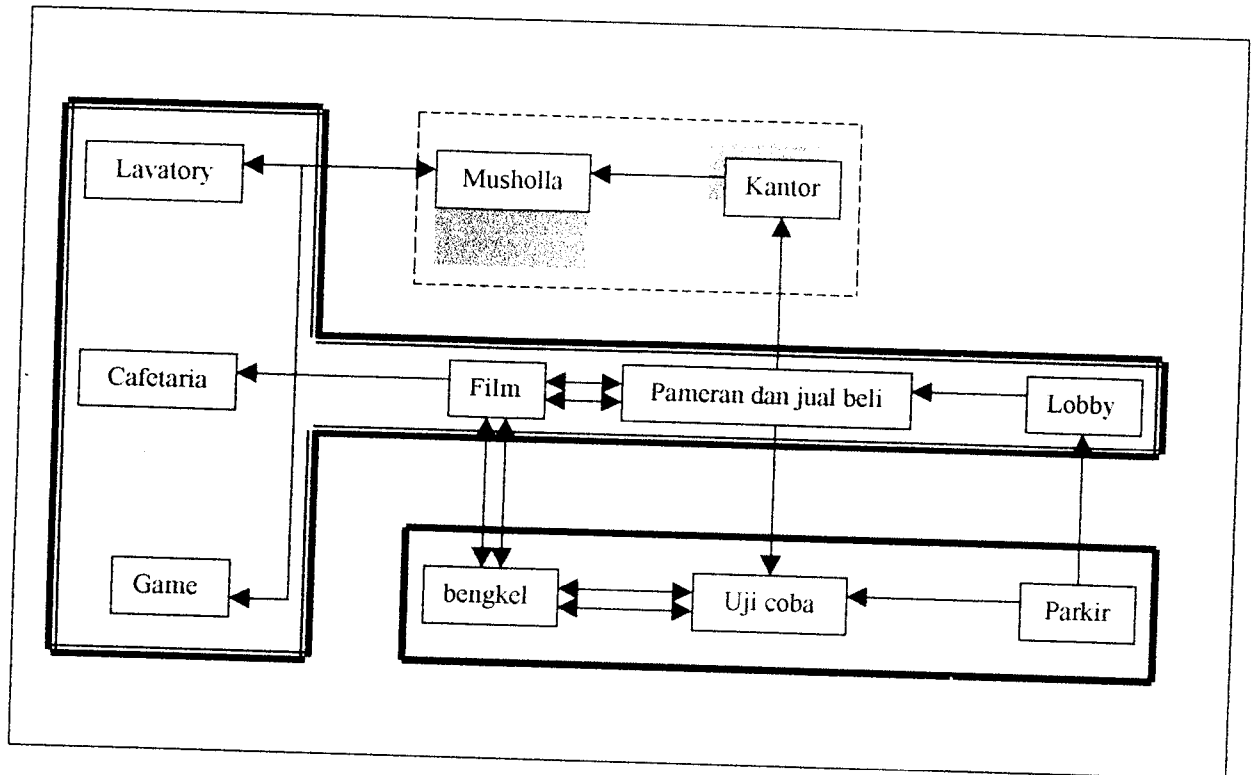 Lavatory
Musholla
Kantor
Cafetaria
Film
Pameran dan jual beli
Lobby
Game
bengkel
Uji coba
Parkir